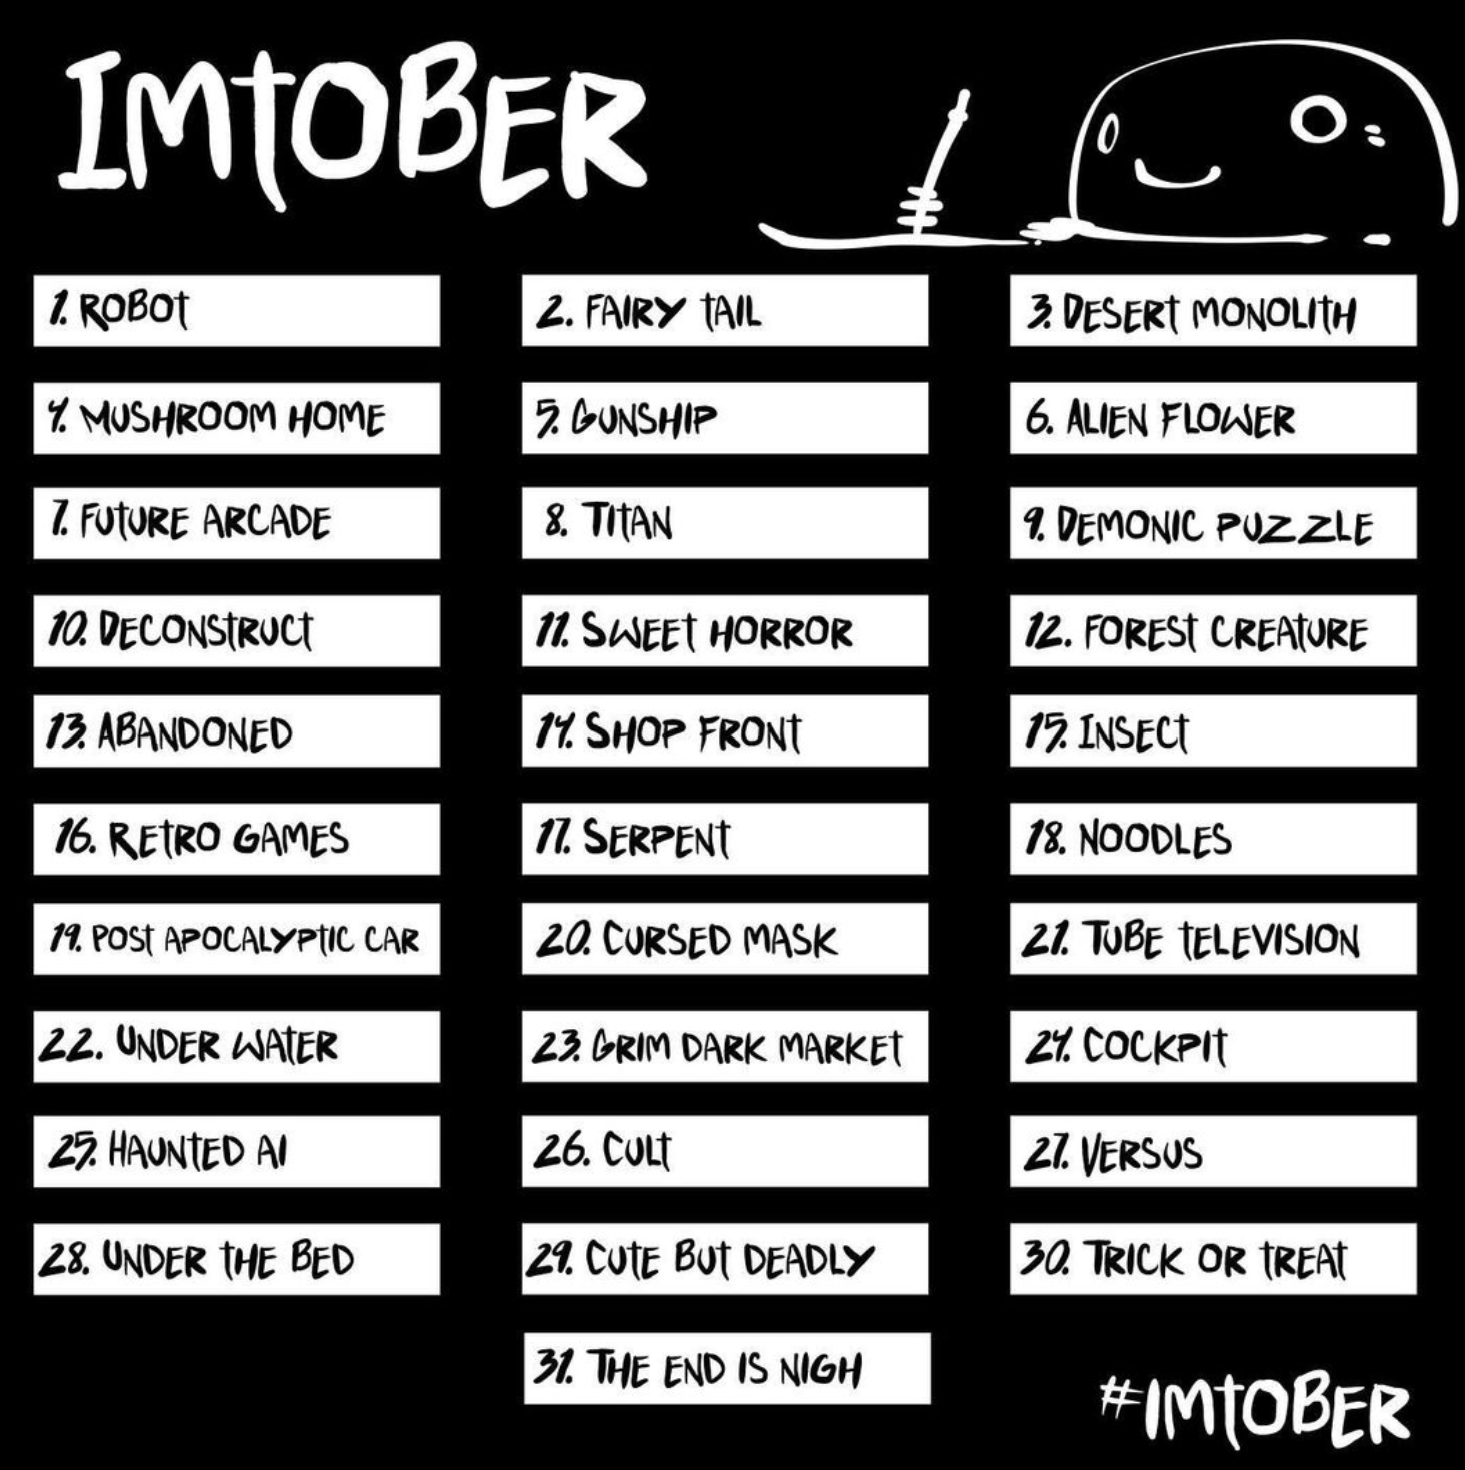 IMTOBER
1. ROBOT
2. FAIRY TAIL
3. DESERT MONOLITH
4. MUSHROOM HOME
5. GUNSHIP
6. ALIEN FLOWER
7. FUTURE ARCADE
8. TITAN
9. DEMONIC PUZZLE
10. DECONSTRUCT
11. SWEET HORROR
12. FOREST CREATURE
13. ABANDONED
14. SHOP FRONT
15. INSECT
16. RETRO GAMES
17. SERPENT
18. NOODLES
19. POST APOCALYPTIC CAR
20. CURSED MASK
21. TUBE TELEVISION
22. UNDER WATER
23. GRIM DARK MARKET
24. COCKPIT
25. HAUNTED AI
26. CULT
27. VERSUS
28. UNDER THE BED
29. CUTE BUT DEADLY
30. TRICK OR TREAT
31. THE END IS NIGH
#IMTOBER